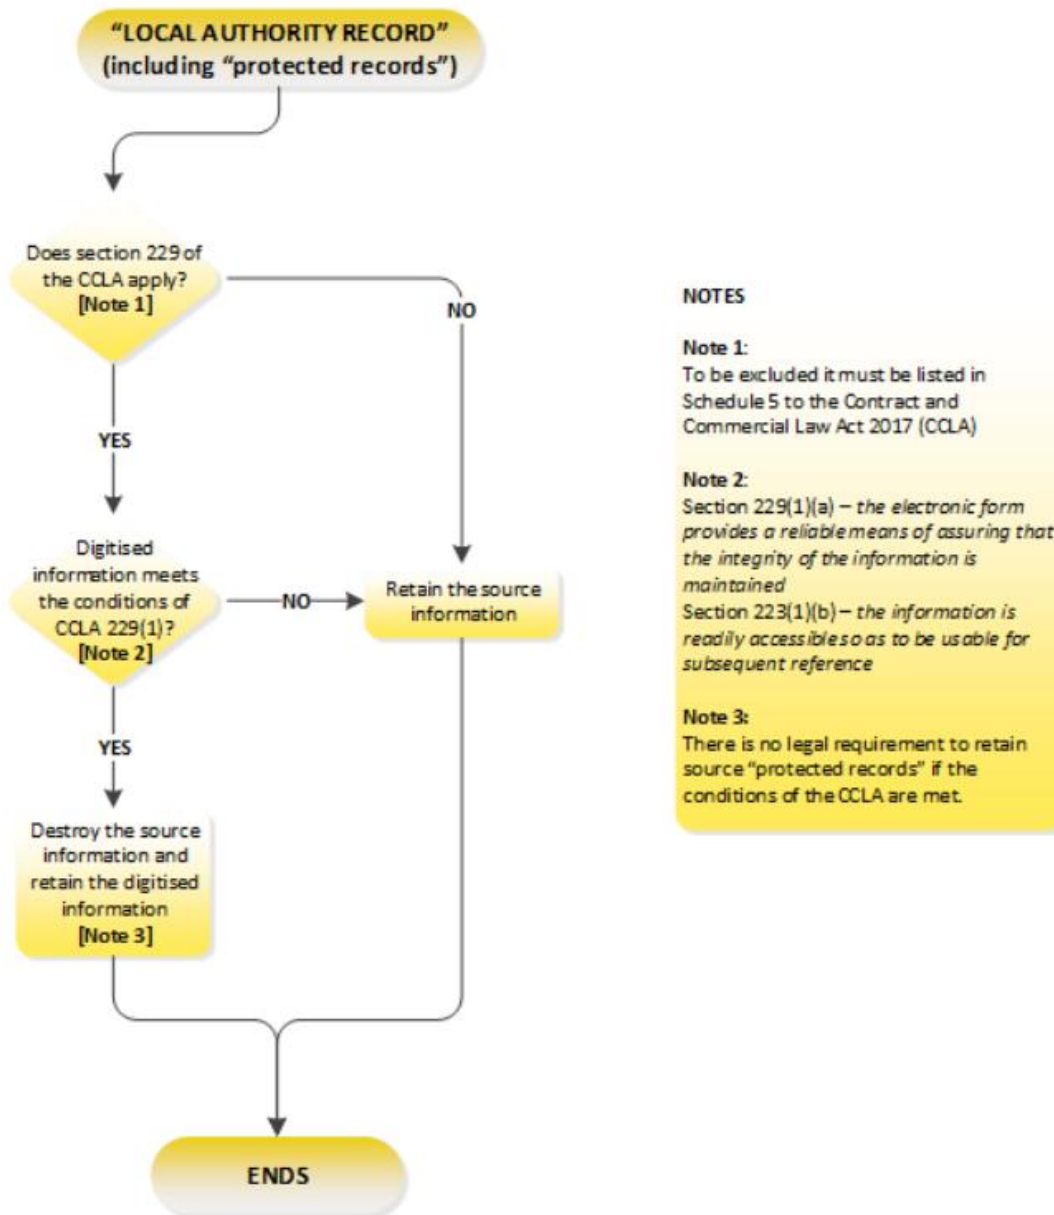 “LOCAL AUTHORITY RECORD”
(including “protected records”)
Does section 229 of
the CCLA apply?
[Note 1]
NO
YES
Digitised
information meets
the conditions of
CCLA 229(1)?
[Note 2]
NO
Retain the source
information
YES
Destroy the source
information and
retain the digitised
information
[Note 3]
ENDS
NOTES
Note 1:
To be excluded it must be listed in
Schedule 5 to the Contract and
Commercial Law Act 2017 (CCLA)
Note 2:
Section 229(1)(a) – the electronic form
provides a reliable means of assuring that
the integrity of the information is
maintained
Section 223(1)(b) – the information is
readily accessible so as to be usable for
subsequent reference
Note 3:
There is no legal requirement to retain
source “protected records” if the
conditions of the CCLA are met.